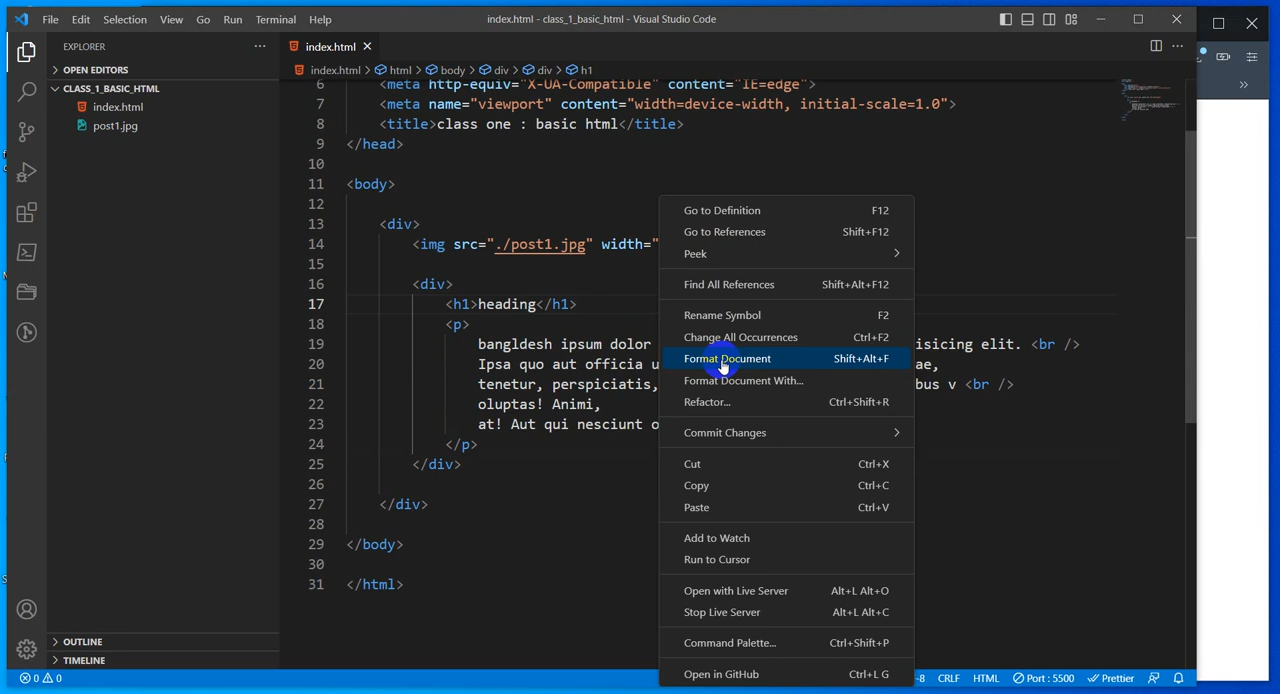 File Edit Selection View Go Run Terminal Help
index.html - class_1_basic_html - Visual Studio Code
EXPLORER
OPEN EDITORS
CLASS_1_BASIC_HTML
index.html
post1.jpg
OUTLINE
TIMELINE
index.html
index.html > html > body > div > div > h1
6 <meta http-equiv="X-UA-Compatible" content="IE=edge">
7 <meta name="viewport" content="width=device-width, initial-scale=1.0">
8 <title>class one : basic html</title>
9 </head>
10
11 <body>
12
13 <div>
14 <img src="./post1.jpg" width="
15
16 <div>
17 <h1>heading</h1>
18 <p>
19 bangldesh ipsum dolor isicing elit. <br />
20 Ipsa quo aut officia u ae,
21 tenetur, perspiciatis, bus v <br />
22 oluptas! Animi,
23 at! Aut qui nesciunt o
24 </p>
25 </div>
26
27 </div>
28
29 </body>
30
31 </html>
Go to Definition F12
Go to References Shift+F12
Peek
Find All References Shift+Alt+F12
Rename Symbol F2
Change All Occurrences Ctrl+F2
Format Document Shift+Alt+F
Format Document With...
Refactor... Ctrl+Shift+R
Commit Changes
Cut Ctrl+X
Copy Ctrl+C
Paste Ctrl+V
Add to Watch
Run to Cursor
Open with Live Server Alt+L Alt+O
Stop Live Server Alt+L Alt+C
Command Palette... Ctrl+Shift+P
Open in GitHub Ctrl+L G
0 0
-8 CRLF HTML Port : 5500 Prettier